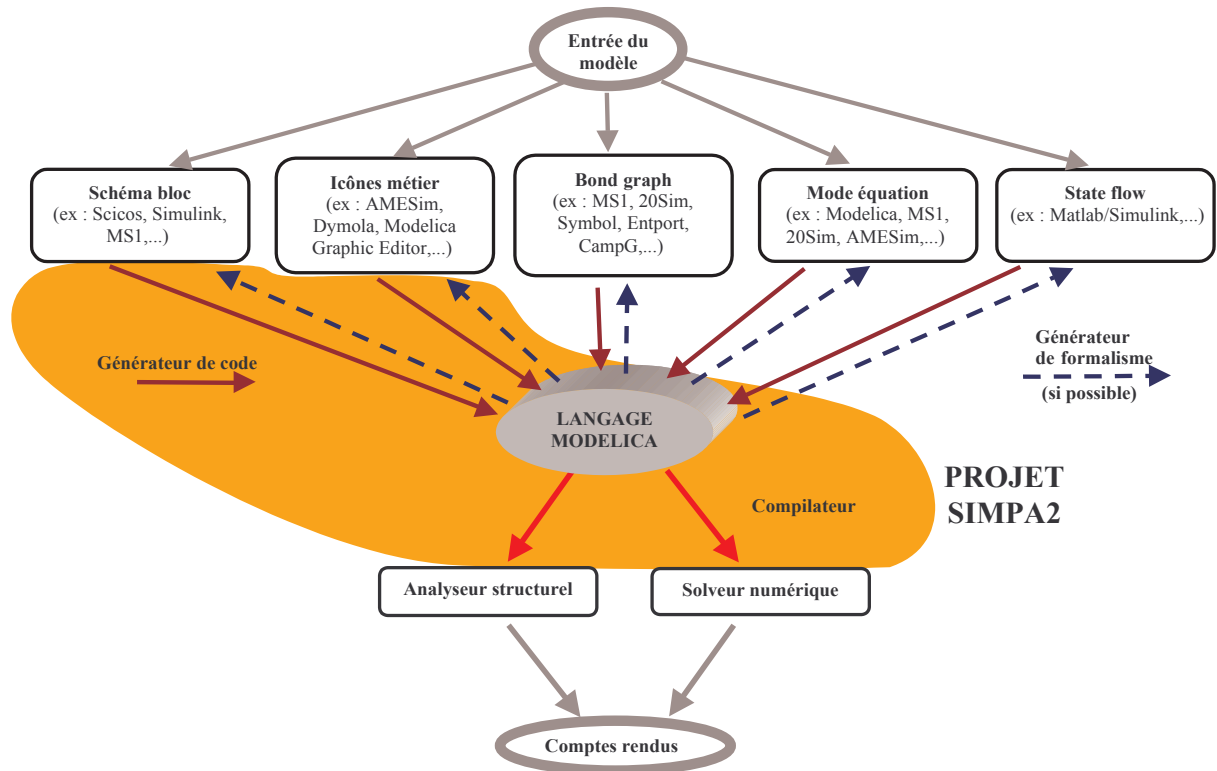 Entrée du
modèle
Schéma bloc
(ex : Scicos, Simulink,
MS1,...)
Icônes métier
(ex : AMESim,
Dymola, Modelica
Graphic Editor,...)
Bond graph
(ex : MS1, 20Sim,
Symbol, Entport,
CampG,...)
Mode équation
(ex : Modelica, MS1,
20Sim, AMESim,...)
State flow
(ex : Matlab/Simulink,...)
Générateur de code
Générateur
de formalisme
(si possible)
LANGAGE
MODELICA
Compilateur
PROJET
SIMPA2
Analyseur structurel
Solveur numérique
Comptes rendus